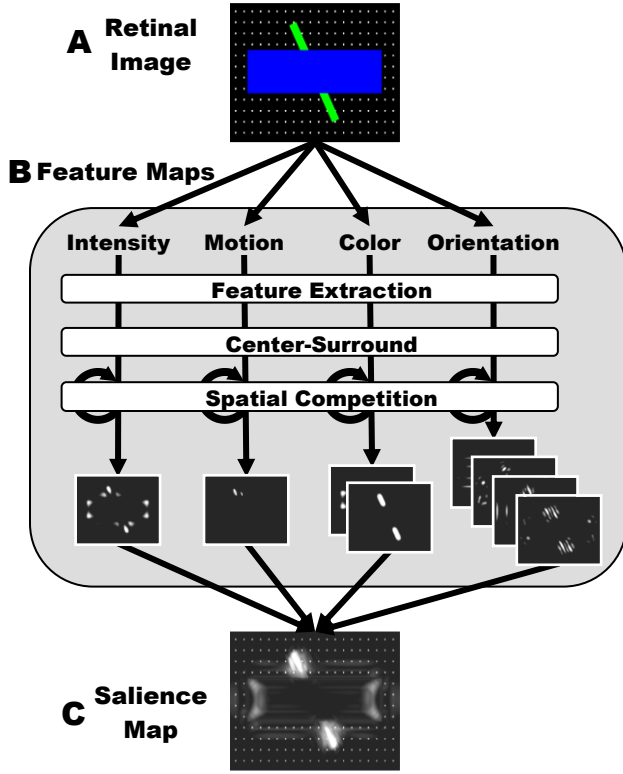 A Retinal
Image
B Feature Maps
Intensity Motion Color Orientation
Feature Extraction
Center-Surround
Spatial Competition
C Salience
Map